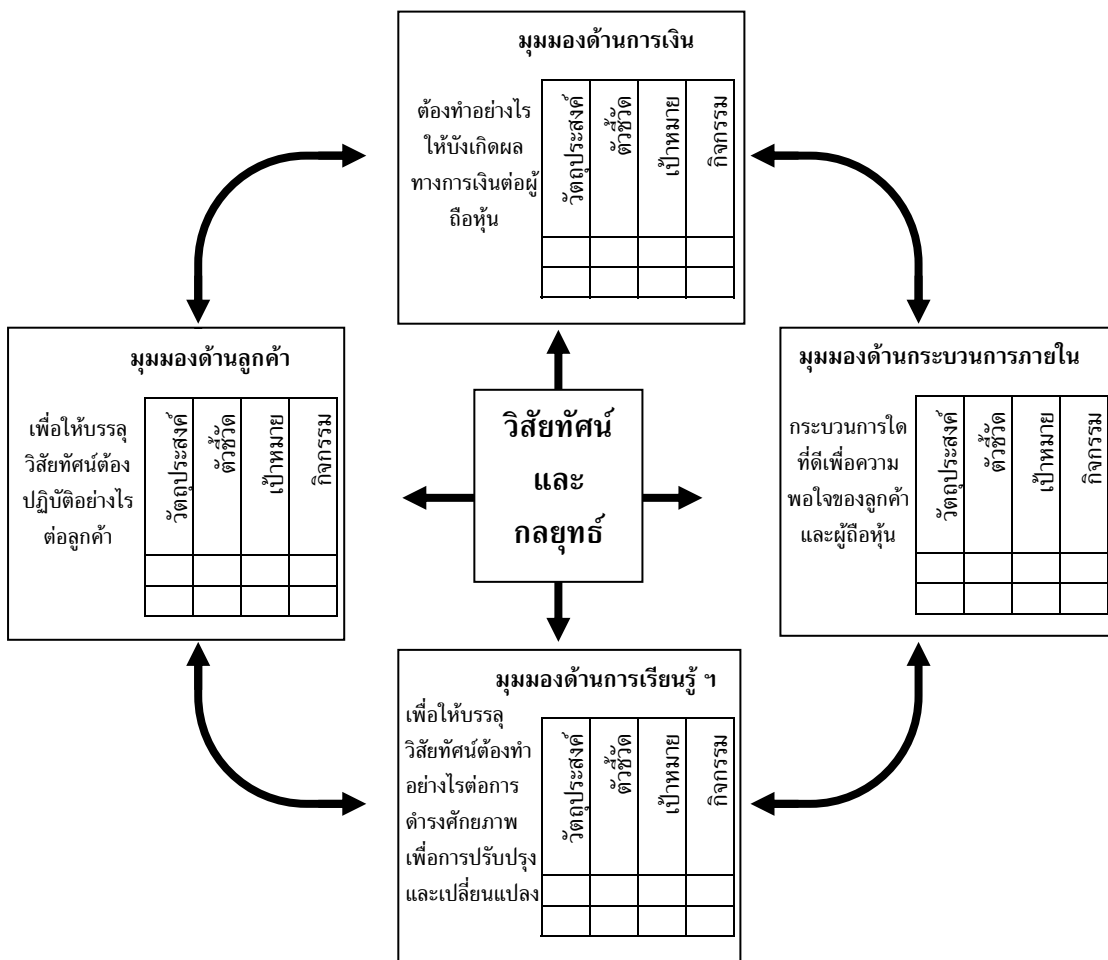 มุมมองด้านการเงิน
ต้องทำอย่างไร
ให้บังเกิดผล
ทางการเงินต่อผู้
ถือหุ้น
วัตถุประสงค์
ตัวชี้วัด
เป้าหมาย
กิจกรรม
มุมมองด้านลูกค้า
เพื่อให้บรรลุ
วิสัยทัศน์ต้อง
ปฏิบัติอย่างไร
ต่อลูกค้า
วัตถุประสงค์
ตัวชี้วัด
เป้าหมาย
กิจกรรม
วิสัยทัศน์
และ
กลยุทธ์
มุมมองด้านกระบวนการภายใน
กระบวนการใด
ที่ดีเพื่อความ
พอใจของลูกค้า
และผู้ถือหุ้น
วัตถุประสงค์
ตัวชี้วัด
เป้าหมาย
กิจกรรม
มุมมองด้านการเรียนรู้ ฯ
เพื่อให้บรรลุ
วิสัยทัศน์ต้องทำ
อย่างไรต่อการ
ดำรงศักยภาพ
เพื่อการปรับปรุง
และเปลี่ยนแปลง
วัตถุประสงค์
ตัวชี้วัด
เป้าหมาย
กิจกรรม